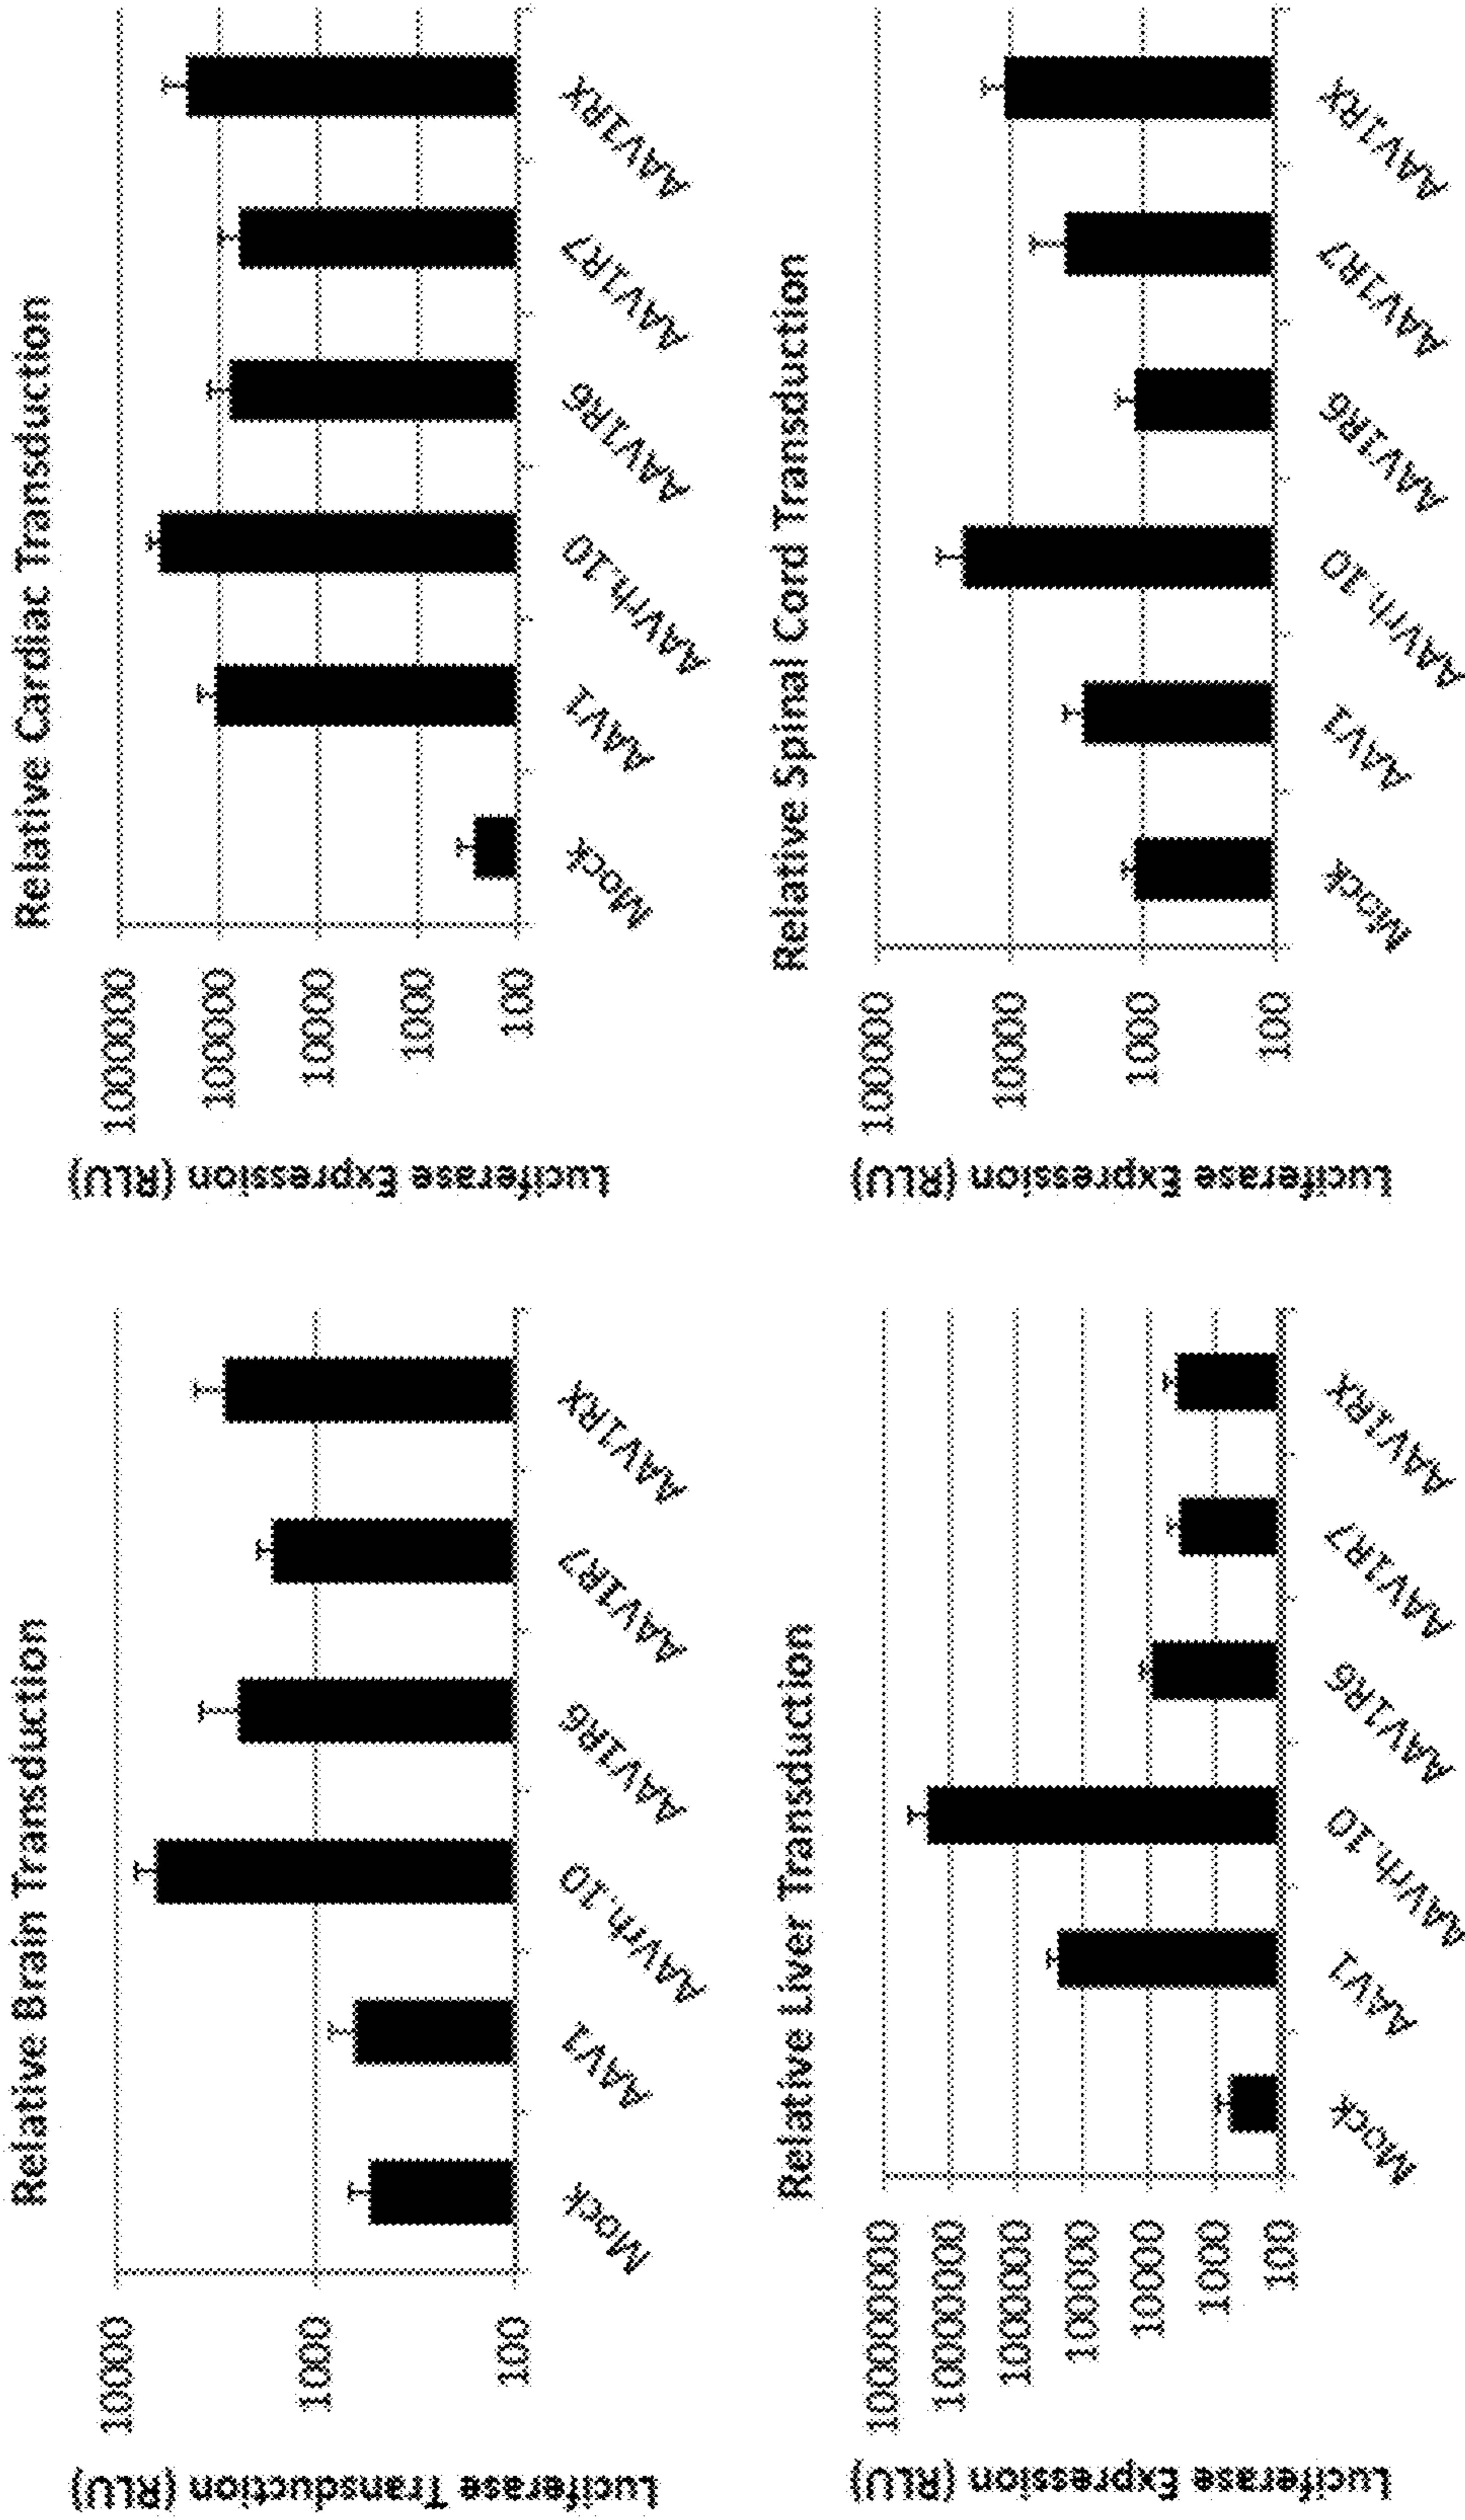 Relative Brain Transduction
Luciferase Transduction (RLU)
10000
1000
100
Mock
AAV1
AAVrh.10
AAV1R6
AAV1R7
AAV1RX
Relative Cardiac Transduction
Luciferase Expression (RLU)
1000000
100000
10000
1000
100
Mock
AAV1
AAVrh.10
AAV1R6
AAV1R7
AAV1RX
Relative Liver Transduction
Luciferase Expression (RLU)
100000000
10000000
1000000
100000
10000
1000
100
Mock
AAV1
AAVrh.10
AAV1R6
AAV1R7
AAV1RX
Relative Spinal Cord Transduction
Luciferase Expression (RLU)
100000
10000
1000
100
Mock
AAV1
AAVrh.10
AAV1R6
AAV1R7
AAV1RX